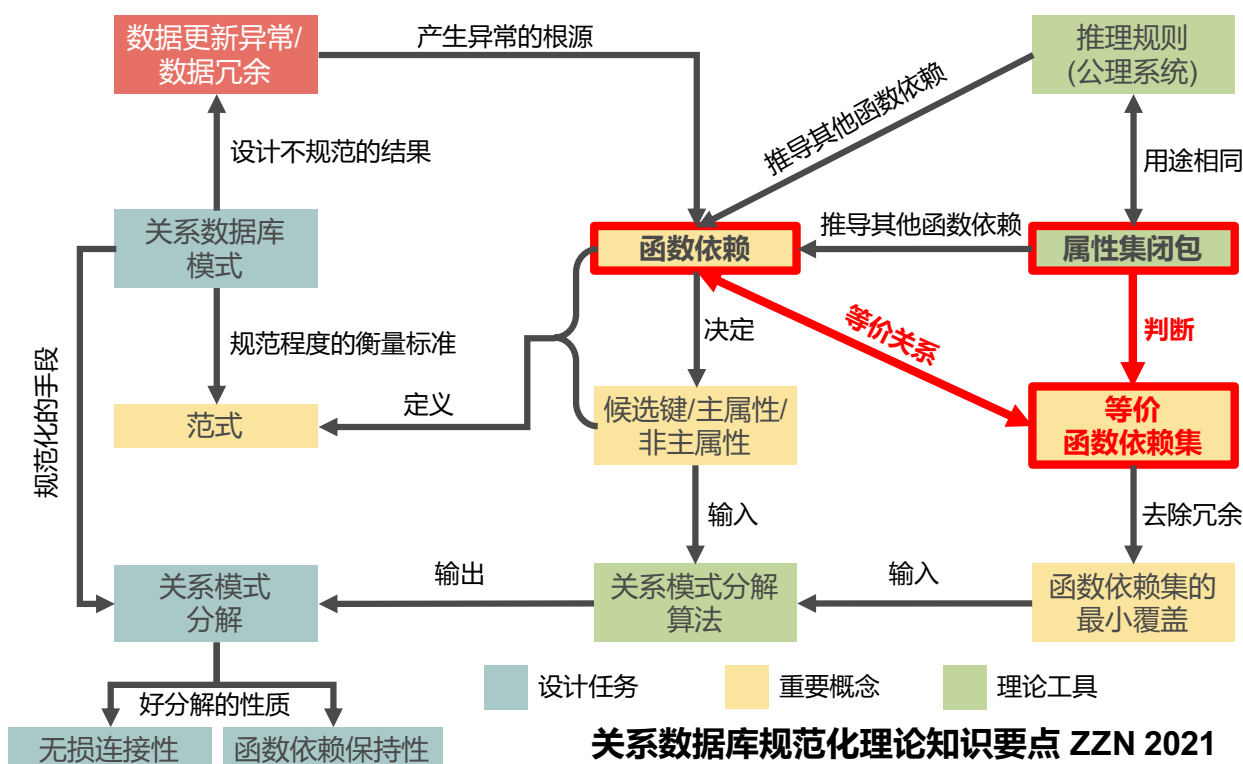 数据更新异常/
数据冗余
产生异常的根源
推理规则
(公理系统)
推导其他函数依赖
设计不规范的结果
用途相同
关系数据库
模式
函数依赖
推导其他函数依赖
属性集闭包
规范程度的衡量标准
决定
等价关系
判断
规范化的手段
范式
定义
候选键/主属性/
非主属性
等价
函数依赖集
输入
去除冗余
关系模式
分解
输出
关系模式分解
算法
输入
函数依赖集的
最小覆盖
好分解的性质
设计任务
重要概念
理论工具
无损连接性
函数依赖保持性
关系数据库规范化理论知识要点 ZZN 2021